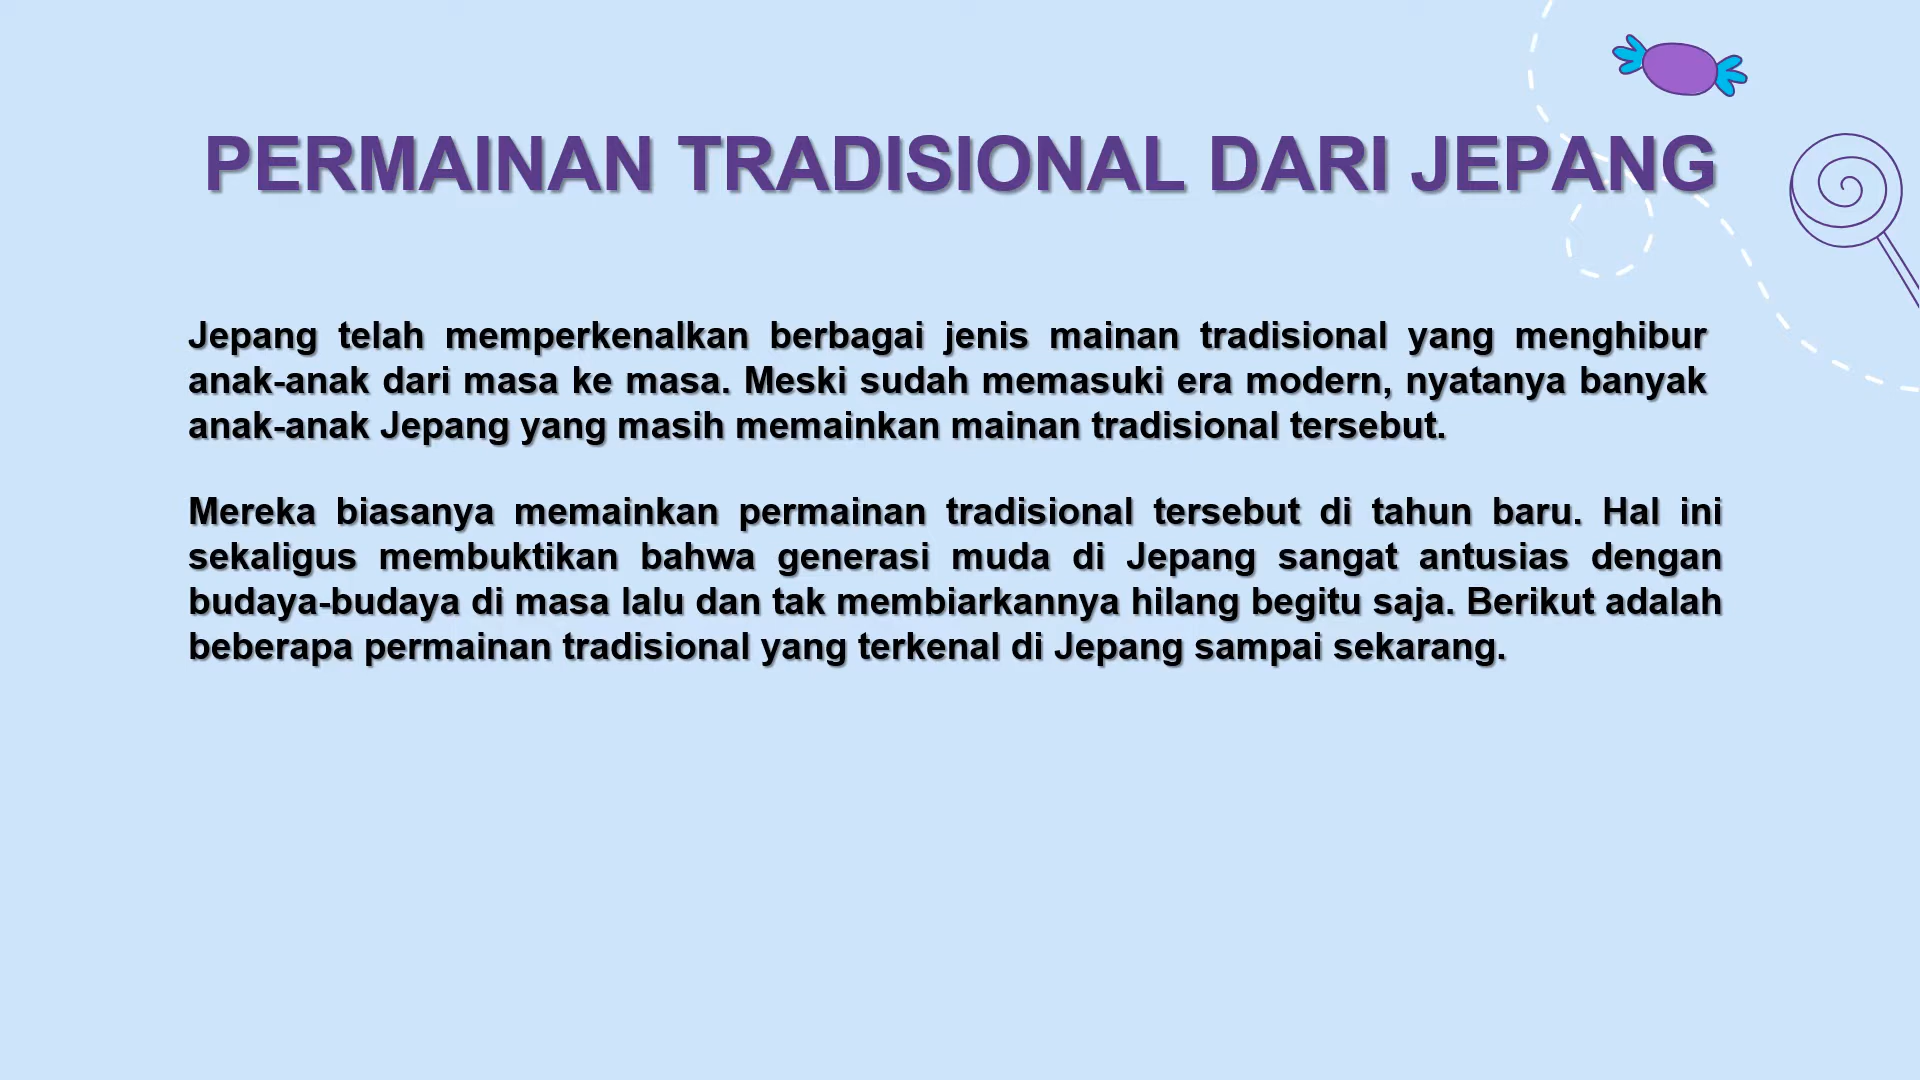 PERMAINAN TRADISIONAL DARI JEPANG
Jepang telah memperkenalkan berbagai jenis mainan tradisional yang menghibur
anak-anak dari masa ke masa. Meski sudah memasuki era modern, nyatanya banyak
anak-anak Jepang yang masih memainkan mainan tradisional tersebut.
Mereka biasanya memainkan permainan tradisional tersebut di tahun baru. Hal ini
sekaligus membuktikan bahwa generasi muda di Jepang sangat antusias dengan
budaya-budaya di masa lalu dan tak membiarkannya hilang begitu saja. Berikut adalah
beberapa permainan tradisional yang terkenal di Jepang sampai sekarang.